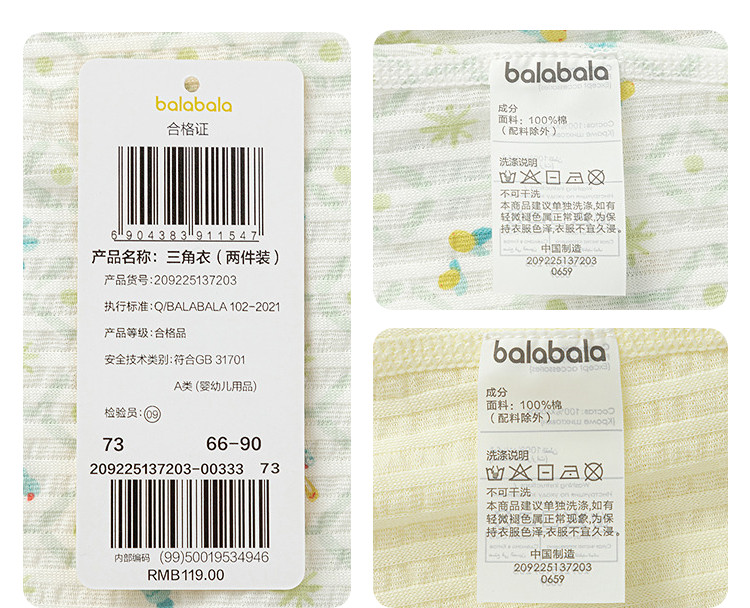 balabala
合格证
6 904383 911547
产品名称：三角衣（两件装）
产品货号：209225137203
执行标准：Q/BALABALA 102-2021
产品等级：合格品
安全技术类别：符合GB 31701
A类 (婴幼儿用品)
检验员：09
73 66-90
209225137203-00333 73
内部编码 (99)50019534946
RMB119.00
balabala
成分
面料：100%棉
（配料除外）
洗涤说明
不可干洗
本商品建议单独洗涤,如有
轻微褪色属正常现象,为保
持衣服色泽,衣服不宜久浸。
中国制造
209225137203
0659
balabala
成分
面料：100%棉
（配料除外）
洗涤说明
不可干洗
本商品建议单独洗涤,如有
轻微褪色属正常现象,为保
持衣服色泽,衣服不宜久浸。
中国制造
209225137203
0659